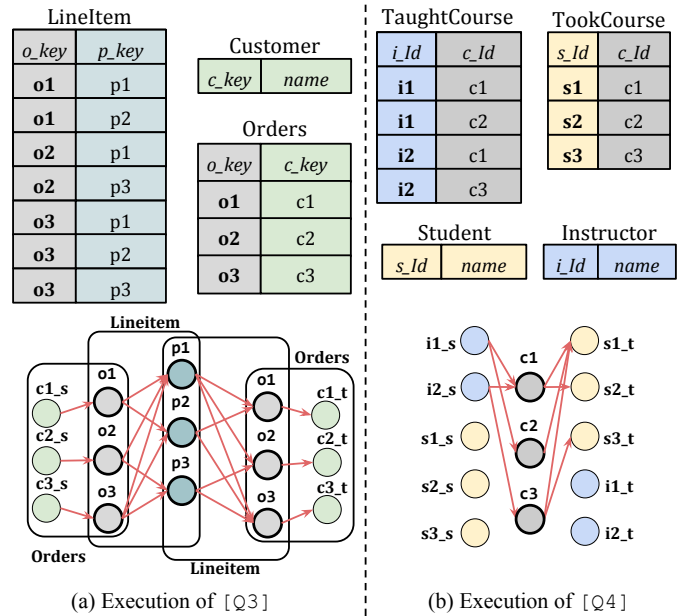 LineItem
o_key p_key
o1 p1
o1 p2
o2 p1
o2 p3
o3 p1
o3 p2
o3 p3
Customer
c_key name
Orders
o_key c_key
o1 c1
o2 c2
o3 c3
Lineitem
p1
Orders
c1_s o1 o1 c1_t
p2
c2_s o2 o2 c2_t
p3
c3_s o3 o3 c3_t
Orders
Lineitem
(a) Execution of [Q3]
TaughtCourse
i_Id c_Id
i1 c1
i1 c2
i2 c1
i2 c3
TookCourse
s_Id c_Id
s1 c1
s2 c2
s3 c3
Student
s_Id name
Instructor
i_Id name
i1_s c1 s1_t
i2_s s2_t
s1_s c2 s3_t
s2_s c3 i1_t
s3_s i2_t
(b) Execution of [Q4]